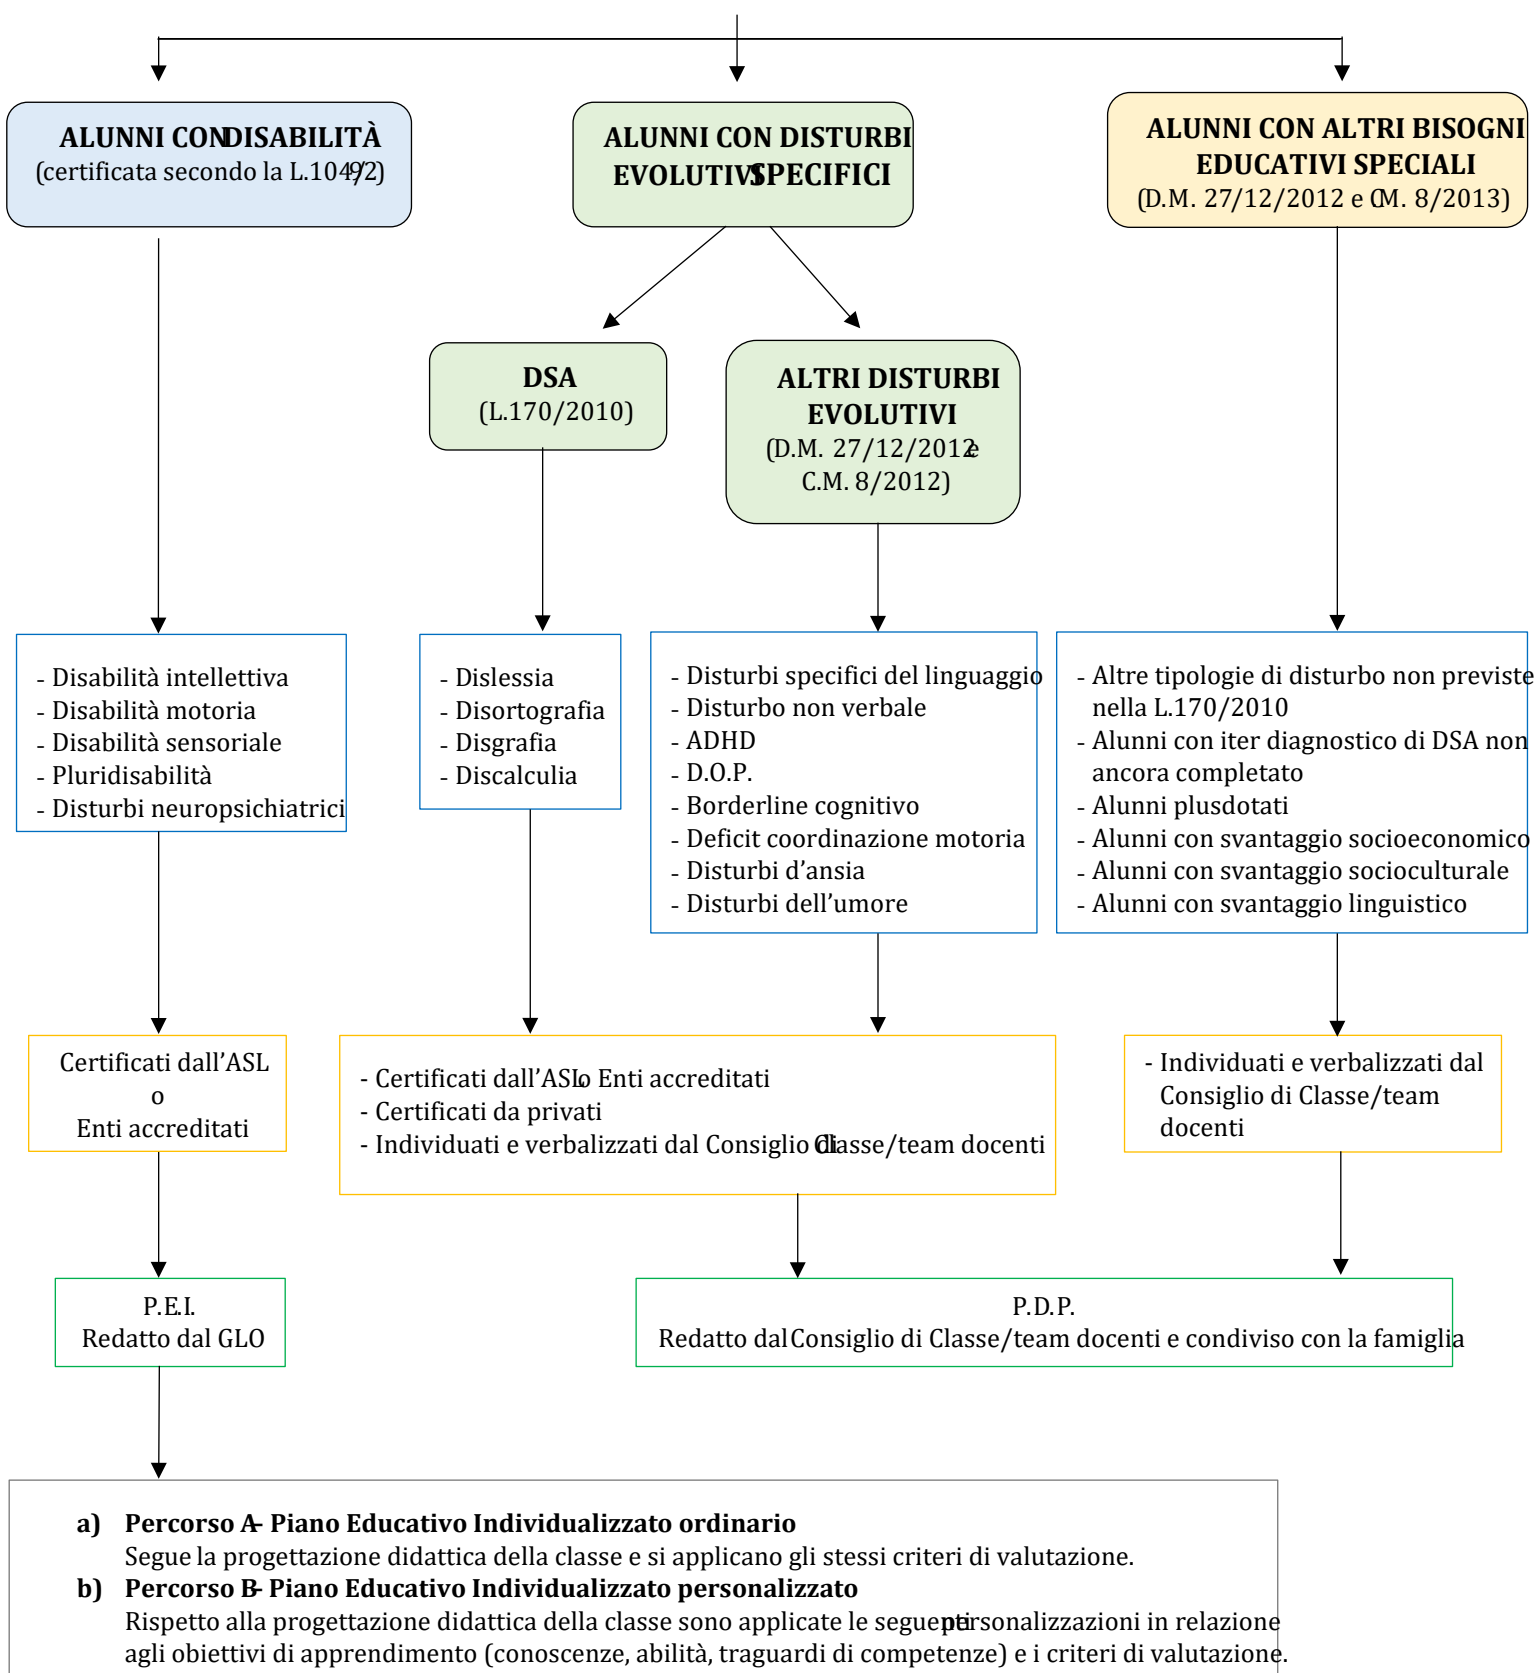 ALUNNI CON DISABILITÀ
(certificata secondo la L.104/92)
ALUNNI CON DISTURBI
EVOLUTIVI SPECIFICI
ALUNNI CON ALTRI BISOGNI
EDUCATIVI SPECIALI
(D.M. 27/12/2012 e C.M. 8/2013)
DSA
(L.170/2010)
ALTRI DISTURBI
EVOLUTIVI
(D.M. 27/12/2012 e
C.M. 8/2012)
- Disabilità intellettiva
- Disabilità motoria
- Disabilità sensoriale
- Pluridisabilità
- Disturbi neuropsichiatrici
- Dislessia
- Disortografia
- Disgrafia
- Discalculia
- Disturbi specifici del linguaggio
- Disturbo non verbale
- ADHD
- D.O.P.
- Borderline cognitivo
- Deficit coordinazione motoria
- Disturbi d’ansia
- Disturbi dell’umore
- Altre tipologie di disturbo non previste
nella L.170/2010
- Alunni con iter diagnostico di DSA non
ancora completato
- Alunni plusdotati
- Alunni con svantaggio socioeconomico
- Alunni con svantaggio socioculturale
- Alunni con svantaggio linguistico
Certificati dall’ASL
o
Enti accreditati
- Certificati dall’ASL o Enti accreditati
- Certificati da privati
- Individuati e verbalizzati dal Consiglio di Classe/team docenti
- Individuati e verbalizzati dal
Consiglio di Classe/team
docenti
P.E.I.
Redatto dal GLO
P.D.P.
Redatto dal Consiglio di Classe/team docenti e condiviso con la famiglia
a) Percorso A- Piano Educativo Individualizzato ordinario
Segue la progettazione didattica della classe e si applicano gli stessi criteri di valutazione.
b) Percorso B- Piano Educativo Individualizzato personalizzato
Rispetto alla progettazione didattica della classe sono applicate le seguenti personalizzazioni in relazione
agli obiettivi di apprendimento (conoscenze, abilità, traguardi di competenze) e i criteri di valutazione.